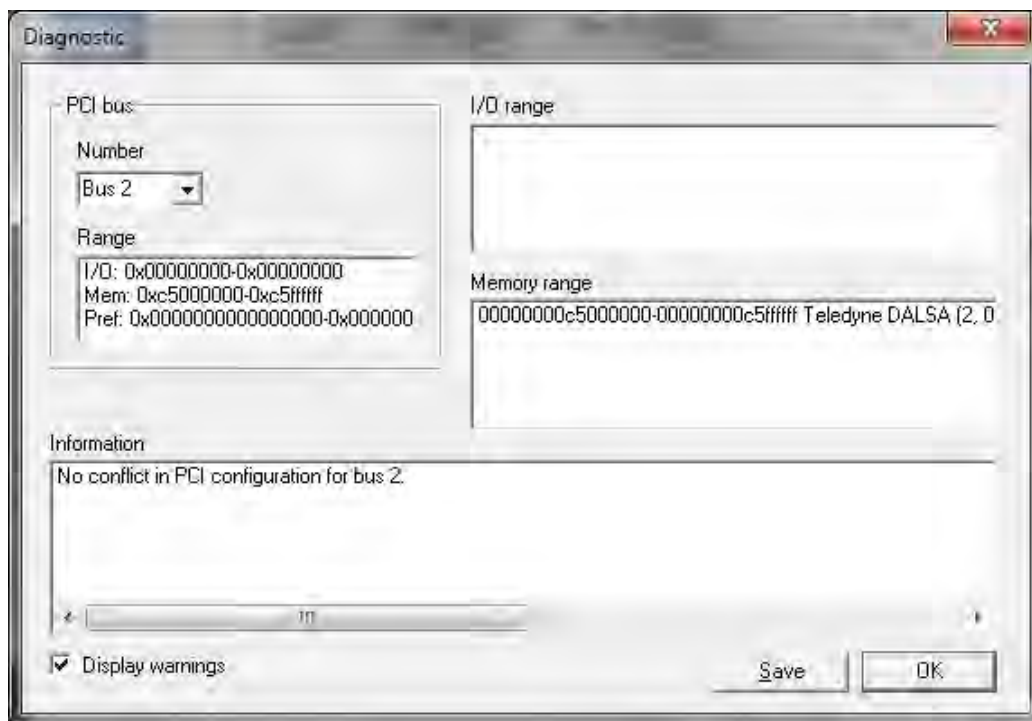 Diagnostic
PCI bus
Number
Bus 2
Range
I/O: 0x00000000-0x00000000
Mem: 0xc5000000-0xc5ffffff
Pref: 0x0000000000000000-0x000000
I/O range
Memory range
00000000c5000000-00000000c5ffffff Teledyne DALSA (2, 0
Information
No conflict in PCI configuration for bus 2.
Display warnings
Save
OK